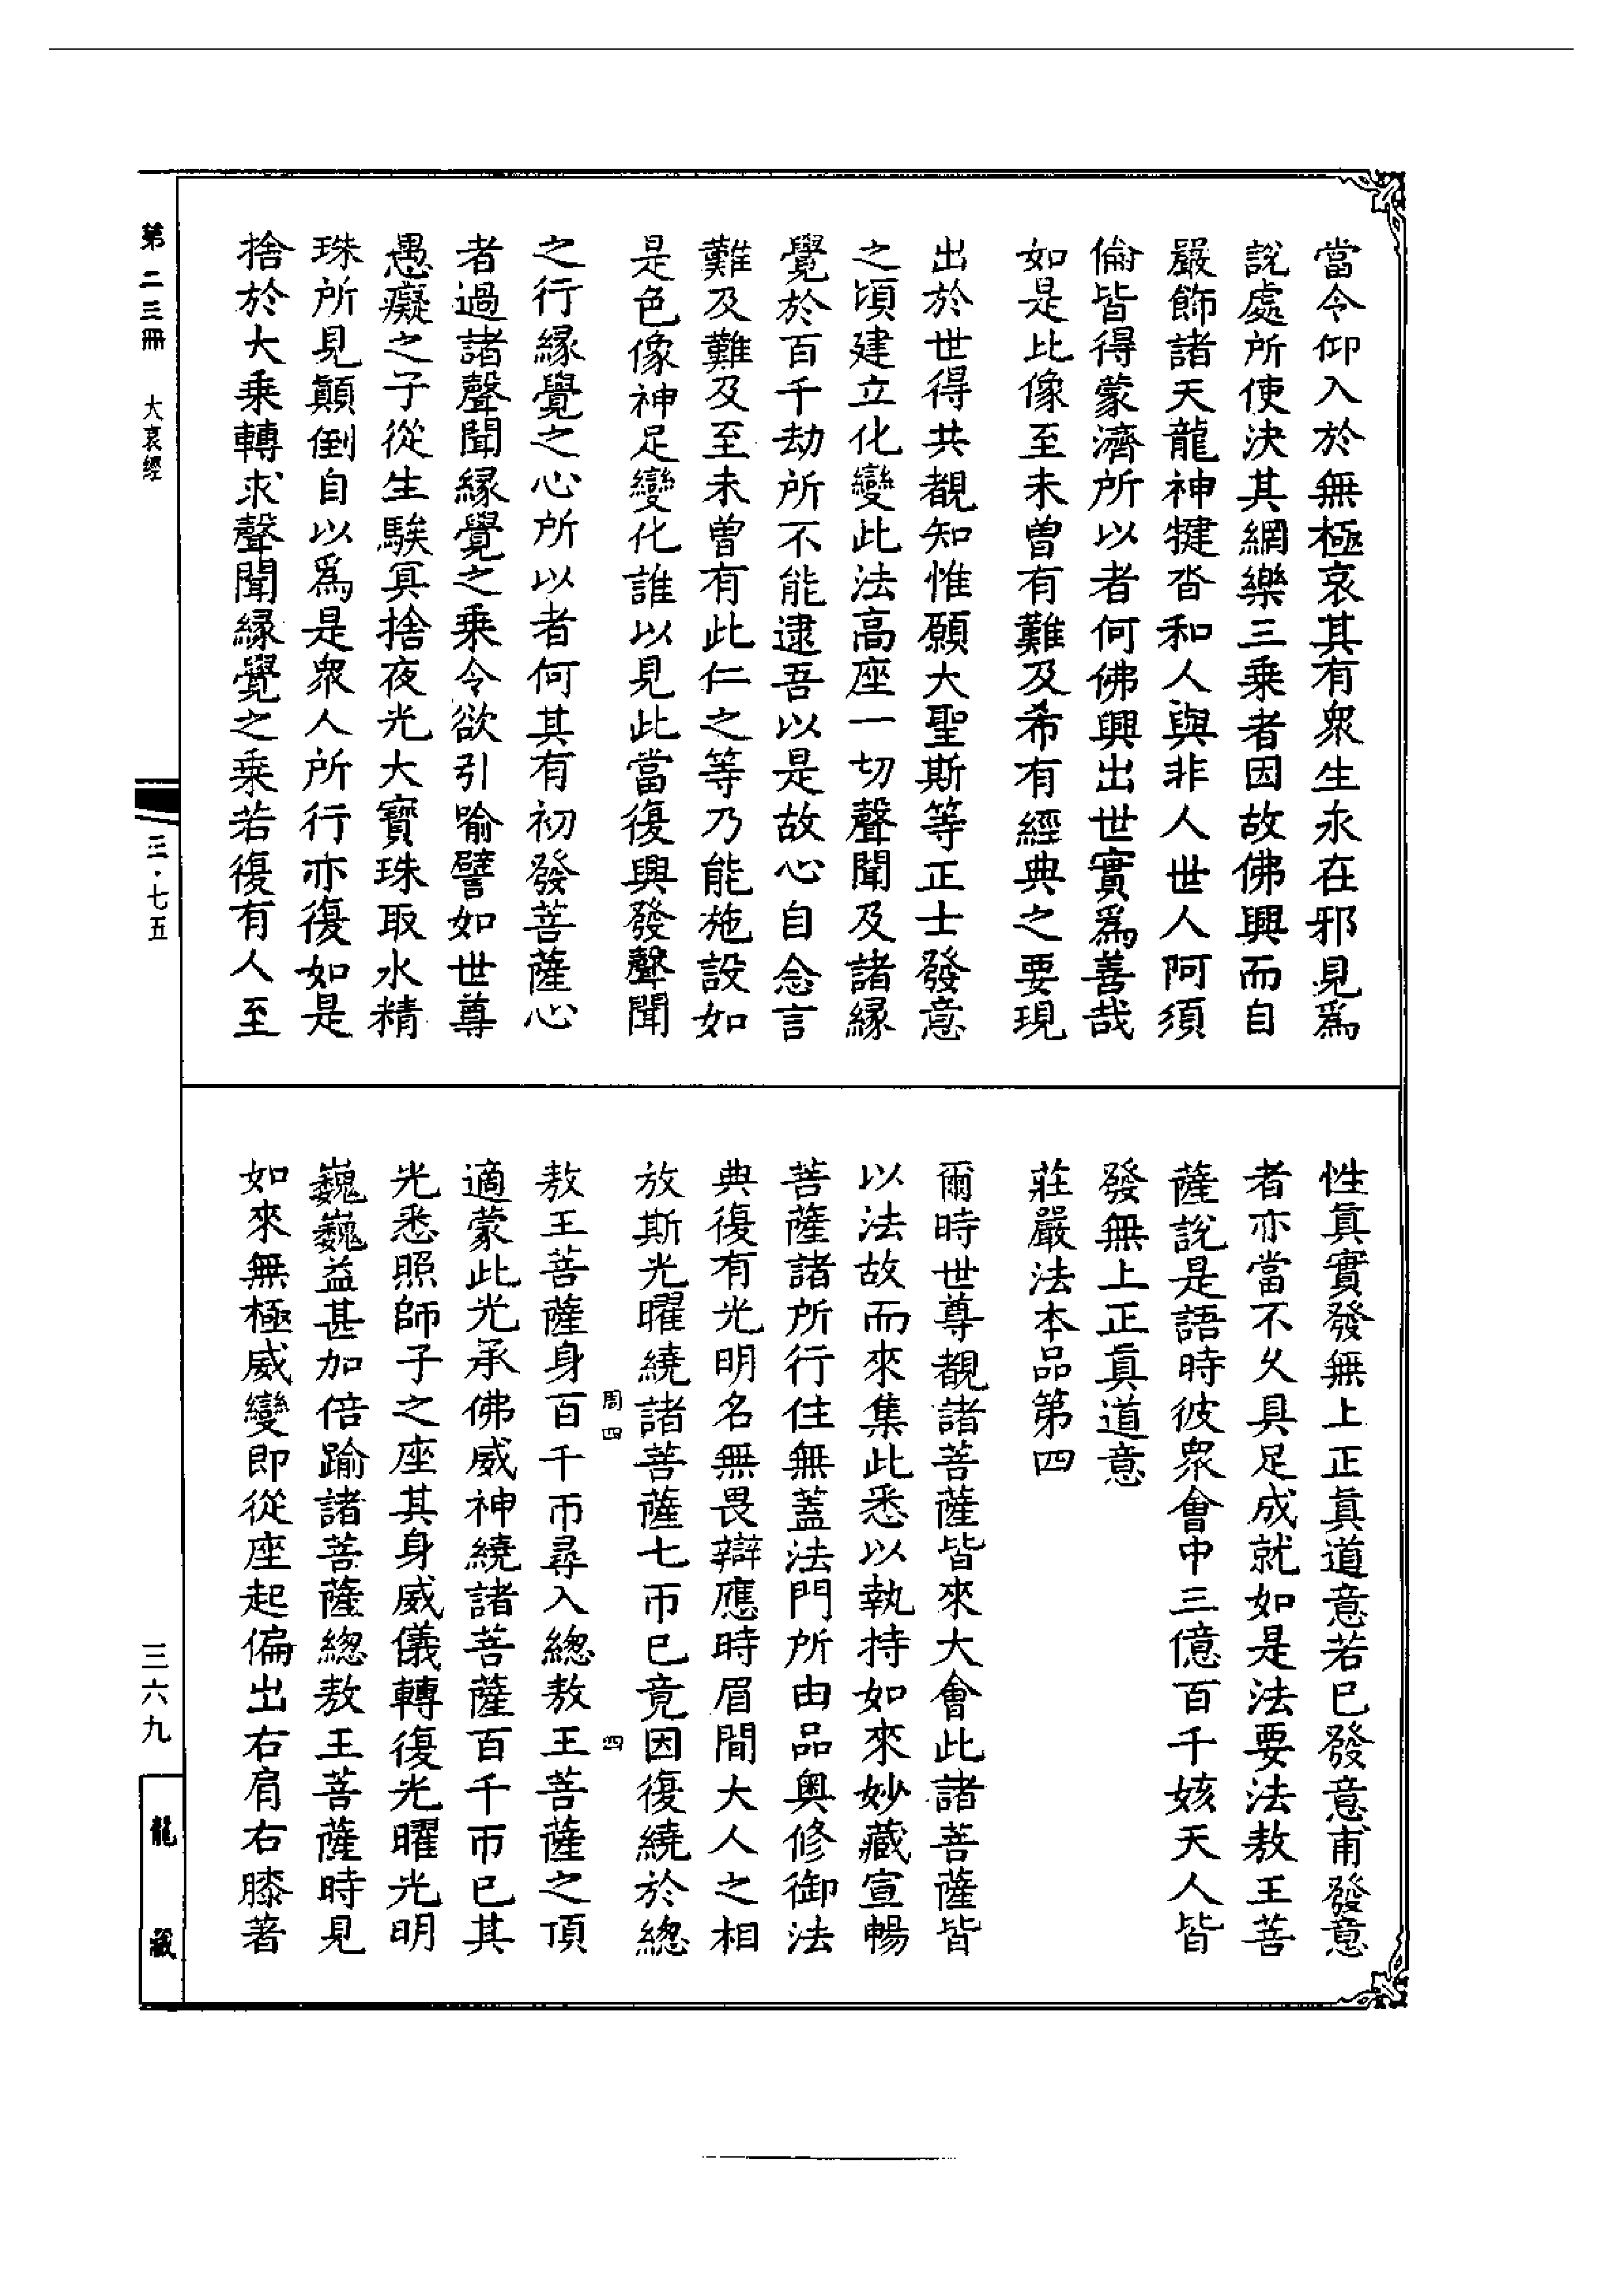 當令仰入於無極哀其有衆生永在邪見爲
說處所使決其網樂三乗者因故佛興而自
嚴飾諸天龍神揵沓和人與非人世人阿須
倫皆得蒙濟所以者何佛興出世實爲善哉
如是比像至未曾有難及希有經典之要現
出於世得共覩知惟願大聖斯等正士發意
之頃建立化變此法高座一切聲聞及諸縁
覺於百千劫所不能逮吾以是故心自念言
難及難及至未曾有此仁之等乃能施設如
是色像神足變化誰以見此當復興發聲聞
之行縁覺之心所以者何其有初發菩薩心
者過諸聲聞縁覺之乗令欲引喻譬如世尊
愚癡之子從生騃冥捨夜光大寶珠取水精
珠所見顚倒自以爲是衆人所行亦復如是
捨於大乗轉求聲聞縁覺之乗若復有人至
性眞實發無上正眞道意若已發意甫發意
者亦當不久具足成就如是法要法敖王菩
薩說是語時彼衆會中三億百千姟天人皆
發無上正眞道意
莊嚴法本品第四
爾時世尊覩諸菩薩皆來大會此諸菩薩皆
以法故而來集此悉以執持如來妙藏宣暢
菩薩諸所行住無蓋法門所由品奥修御法
典復有光明名無畏辯應時眉間大人之相
放斯光曜繞諸菩薩七帀已竟因復繞於緫
周四
四
敖王菩薩身百千帀尋入緫敖王菩薩之頂
適蒙此光承佛威神繞諸菩薩百千帀已其
光悉照師子之座其身威儀轉復光曜光明
巍巍益甚加倍踰諸菩薩緫敖王菩薩時見
如來無極威變即從座起偏出右肩右膝著
第二三冊 大哀經
三·七五
三六九
龍藏